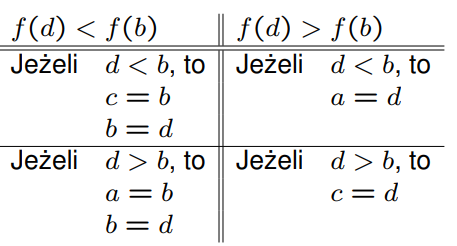 f(d) < f(b) f(d) > f(b)
Jeżeli d < b, to Jeżeli d < b, to
c = b a = d
b = d
Jeżeli d > b, to Jeżeli d > b, to
a = b c = d
b = d